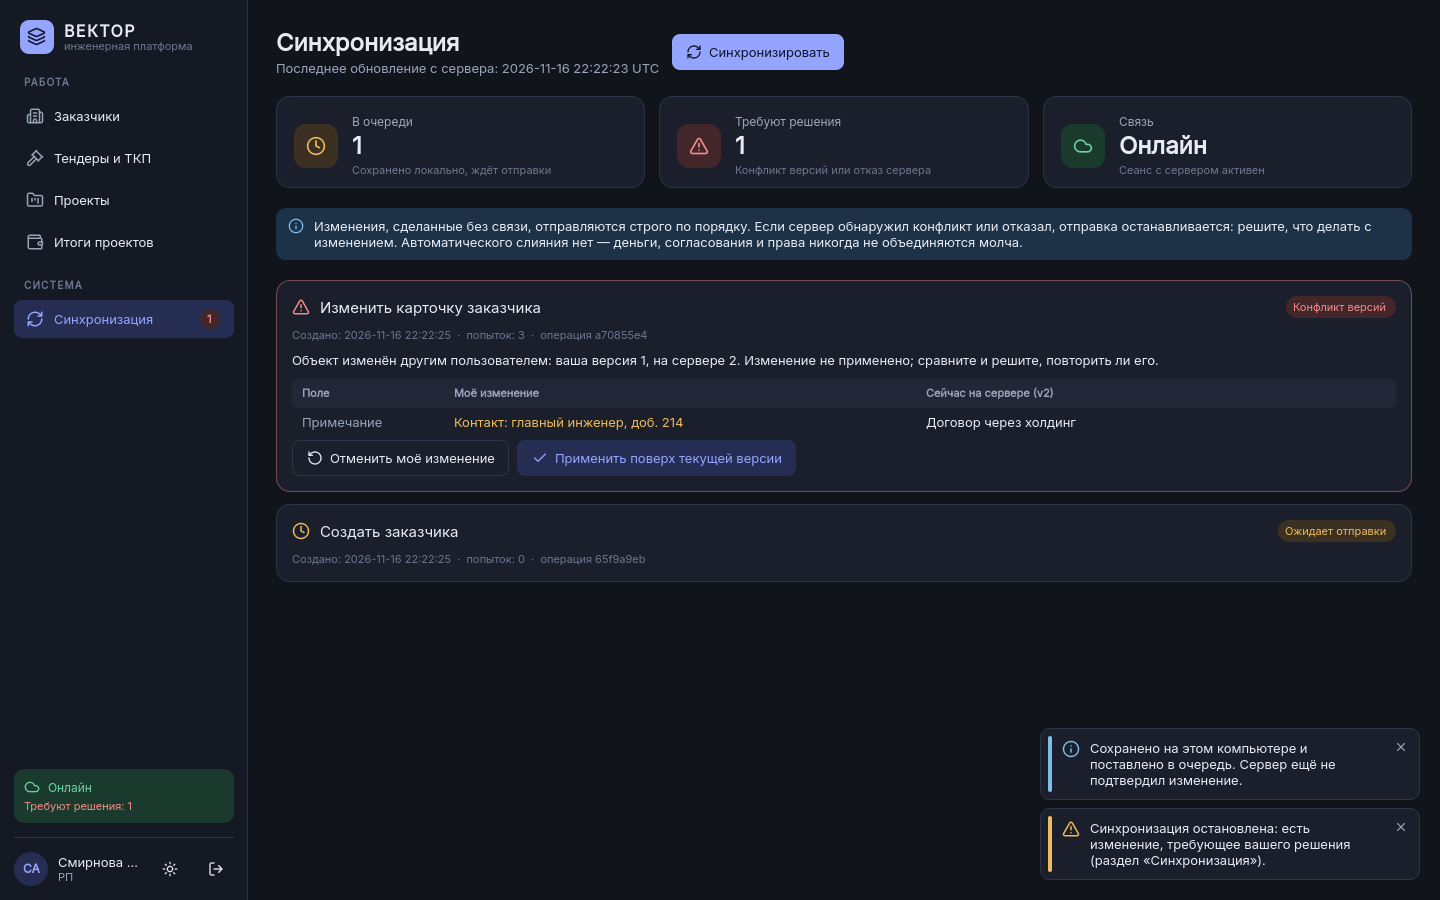 ВЕКТОР
инженерная платформа
РАБОТА
Заказчики
Тендеры и ТКП
Проекты
Итоги проектов
СИСТЕМА
Синхронизация
1
Онлайн
Требуют решения: 1
СА
Смирнова ...
РП
Синхронизация
Последнее обновление с сервера: 2026-11-16 22:22:23 UTC
Синхронизировать
В очереди
1
Сохранено локально, ждёт отправки
Требуют решения
1
Конфликт версий или отказ сервера
Связь
Онлайн
Сеанс с сервером активен
Изменения, сделанные без связи, отправляются строго по порядку. Если сервер обнаружил конфликт или отказал, отправка останавливается: решите, что делать с
изменением. Автоматического слияния нет — деньги, согласования и права никогда не объединяются молча.
Изменить карточку заказчика
Конфликт версий
Создано: 2026-11-16 22:22:25 · попыток: 3 · операция a70855e4
Объект изменён другим пользователем: ваша версия 1, на сервере 2. Изменение не применено; сравните и решите, повторить ли его.
Поле
Моё изменение
Сейчас на сервере (v2)
Примечание
Контакт: главный инженер, доб. 214
Договор через холдинг
Отменить моё изменение
Применить поверх текущей версии
Создать заказчика
Ожидает отправки
Создано: 2026-11-16 22:22:25 · попыток: 0 · операция 65f9a9eb
Сохранено на этом компьютере и
поставлено в очередь. Сервер ещё не
подтвердил изменение.
Синхронизация остановлена: есть
изменение, требующее вашего решения
(раздел «Синхронизация»).